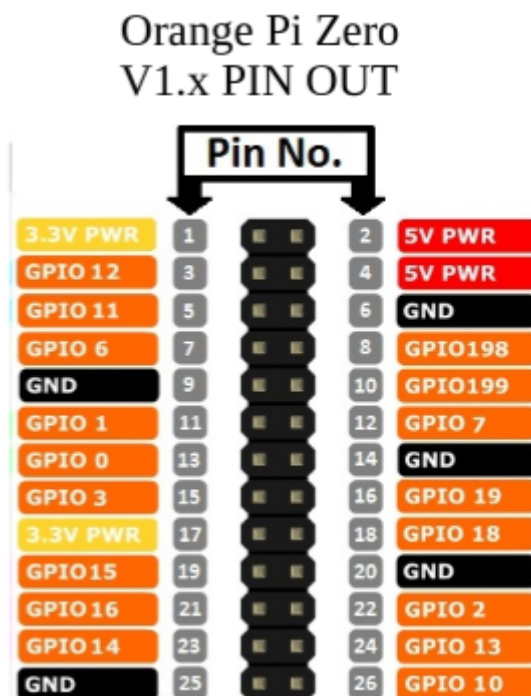 Orange Pi Zero
V1.x PIN OUT
Pin No.
3.3V PWR 1 2 5V PWR
GPIO 12 3 4 5V PWR
GPIO 11 5 6 GND
GPIO 6 7 8 GPIO198
GND 9 10 GPIO199
GPIO 1 11 12 GPIO 7
GPIO 0 13 14 GND
GPIO 3 15 16 GPIO 19
3.3V PWR 17 18 GPIO 18
GPIO15 19 20 GND
GPIO16 21 22 GPIO 2
GPIO14 23 24 GPIO 13
GND 25 26 GPIO 10